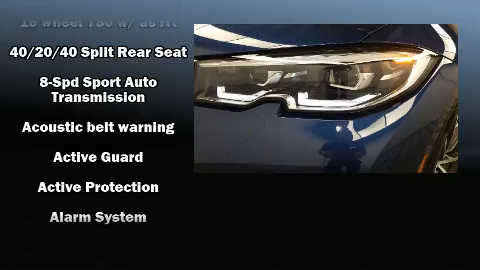 40/20/40 Split Rear Seat
8-Spd Sport Auto
Transmission
Acoustic belt warning
Active Guard
Active Protection
Alarm System